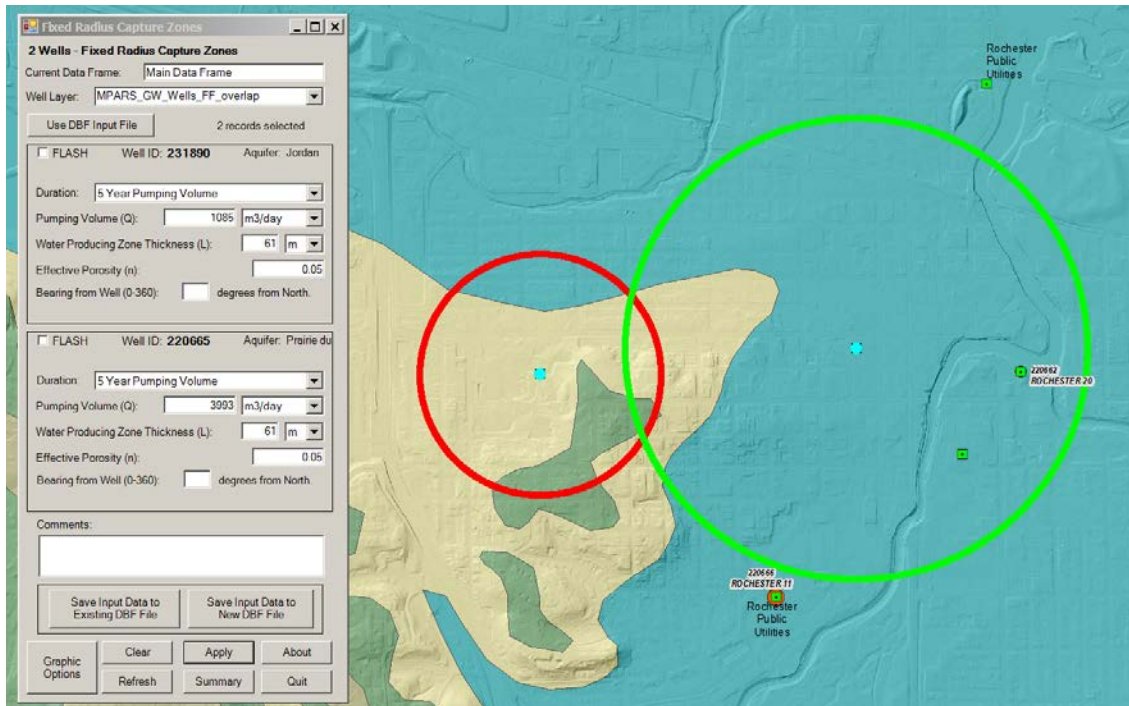 Fixed Radius Capture Zones
2 Wells - Fixed Radius Capture Zones
Current Data Frame: Main Data Frame
Well Layer: MPARS_GW_Wells_FF_overlap
Use DBF Input File 2 records selected
FLASH Well ID: 231890 Aquifer: Jordan
Duration: 5 Year Pumping Volume
Pumping Volume (Q): 1085 m3/day
Water Producing Zone Thickness (L): 61 m
Effective Porosity (n): 0.05
Bearing from Well (0-360): degrees from North.
FLASH Well ID: 220665 Aquifer: Prairie du
Duration: 5 Year Pumping Volume
Pumping Volume (Q): 3993 m3/day
Water Producing Zone Thickness (L): 61 m
Effective Porosity (n): 0.05
Bearing from Well (0-360): degrees from North.
Comments:
Save Input Data to
Existing DBF File
Save Input Data to
New DBF File
Graphic
Options
Clear Apply About
Refresh Summary Quit
Rochester
Public
Utilities
220662
ROCHESTER 20
220666
ROCHESTER 11
Rochester
Public
Utilities